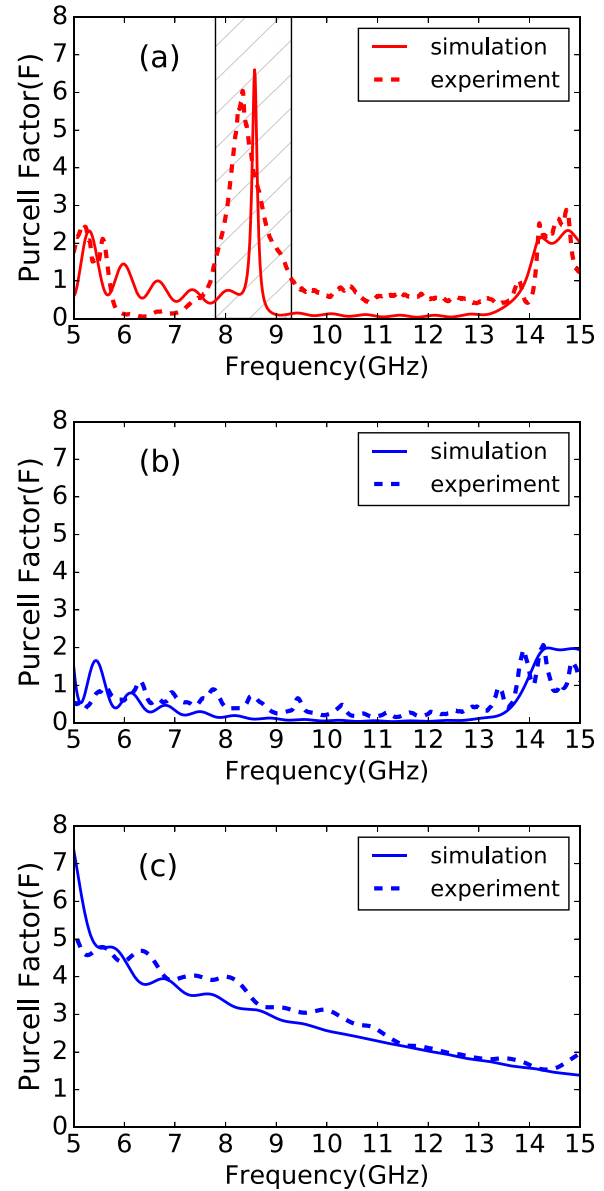 8
(a)
simulation
experiment
7
6
5
4
3
2
1
0
Purcell Factor(F)
5 6 7 8 9 10 11 12 13 14 15
Frequency(GHz)
8
(b)
simulation
experiment
7
6
5
4
3
2
1
0
Purcell Factor(F)
5 6 7 8 9 10 11 12 13 14 15
Frequency(GHz)
8
(c)
simulation
experiment
7
6
5
4
3
2
1
0
Purcell Factor(F)
5 6 7 8 9 10 11 12 13 14 15
Frequency(GHz)